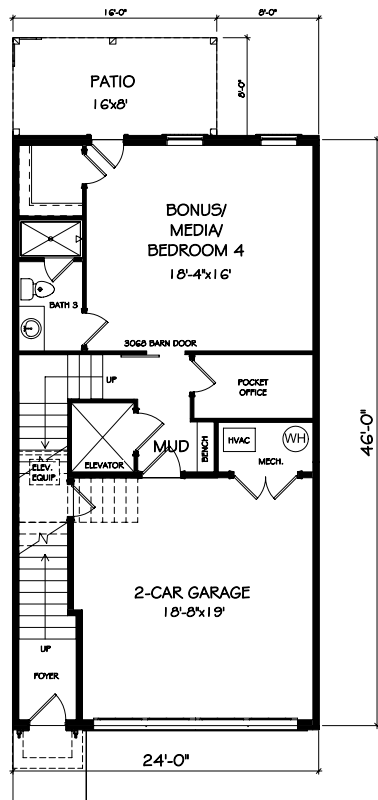 16'-0"
8'-0"
PATIO
16'x8'
8'-0"
BONUS/
MEDIA/
BEDROOM 4
18'-4"x16'
BATH 3
3068 BARN DOOR
UP
POCKET
OFFICE
46'-0"
MUD
BENCH
HVAC
WH
MECH.
ELEVATOR
ELEV.
EQUIP.
2-CAR GARAGE
18'-8"x19'
UP
FOYER
24'-0"